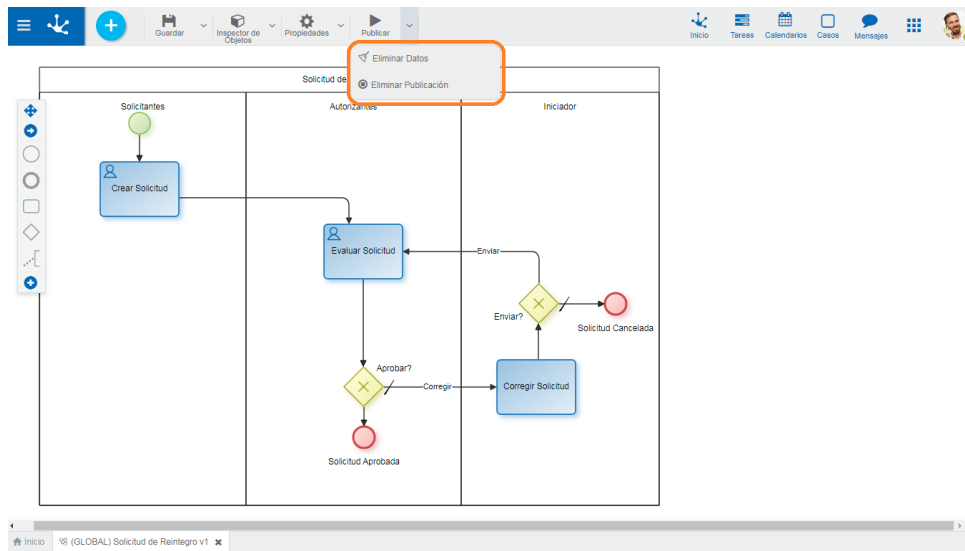 Guardar
Inspector de
Objetos
Propiedades
Publicar
Inicio
Tareas
Calendarios
Casos
Mensajes
Eliminar Datos
Eliminar Publicación
Solicitud de
Solicitantes
Autorizantes
Iniciador
Crear Solicitud
Evaluar Solicitud
Enviar
Enviar?
Solicitud Cancelada
Aprobar?
Corregir
Corregir Solicitud
Solicitud Aprobada
Inicio
(GLOBAL) Solicitud de Reintegro v1